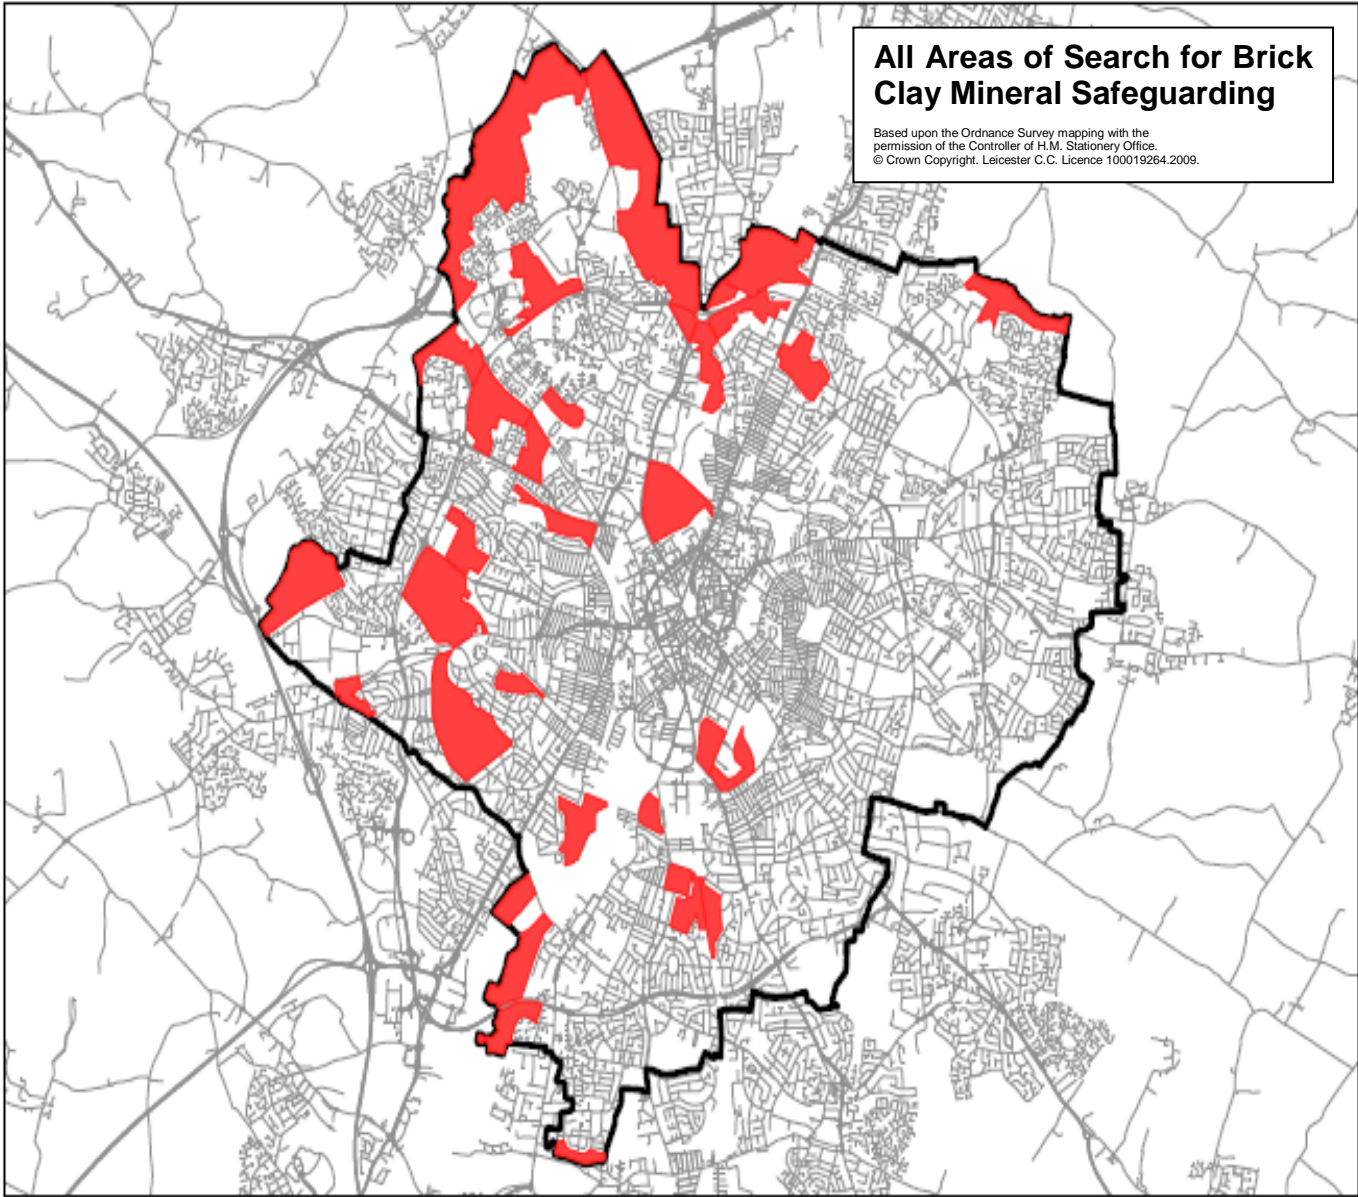 All Areas of Search for Brick
Clay Mineral Safeguarding
Based upon the Ordnance Survey mapping with the
permission of the Controller of H.M. Stationery Office.
© Crown Copyright. Leicester C.C. Licence 100019264.2009.